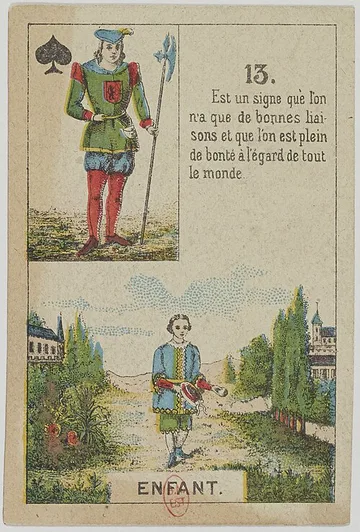 13.
Est un signe que l'on
n'a que de bonnes liai-
sons et que l'on est plein
de bonté à l'égard de tout
le monde
ENFANT.